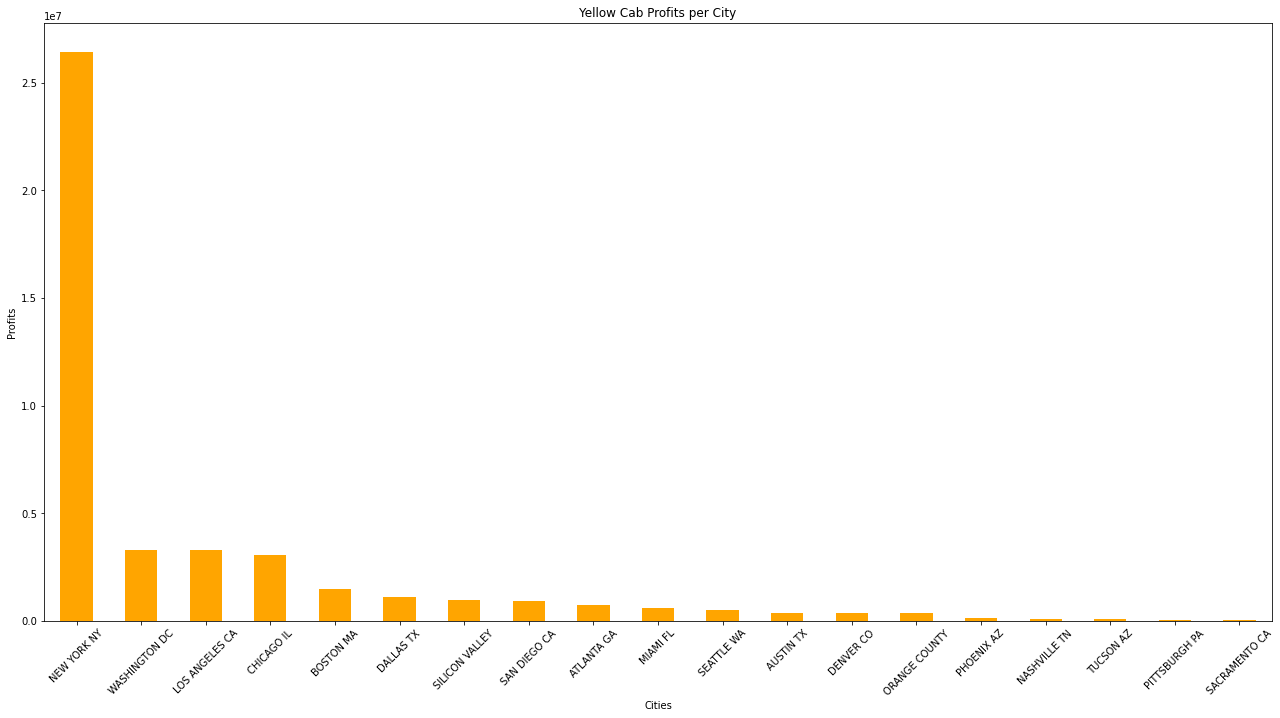 Yellow Cab Profits per City
1e7
2.5
2.0
1.5
1.0
0.5
0.0
Profits
NEW YORK NY
WASHINGTON DC
LOS ANGELES CA
CHICAGO IL
BOSTON MA
DALLAS TX
SILICON VALLEY
SAN DIEGO CA
ATLANTA GA
MIAMI FL
SEATTLE WA
AUSTIN TX
DENVER CO
ORANGE COUNTY
PHOENIX AZ
NASHVILLE TN
TUCSON AZ
PITTSBURGH PA
SACRAMENTO CA
Cities